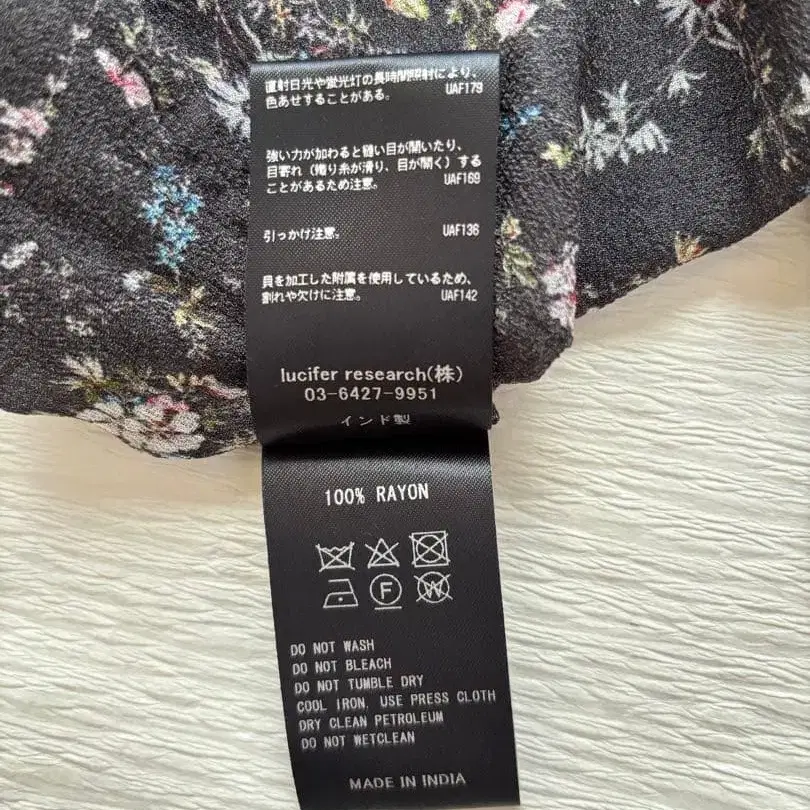 直射日光や蛍光灯の長時間照射により、
色あせすることがある。 UAF179
強い力が加わると縫い目が開いたり、
目寄れ（織り糸が滑り、目が開く）する
ことがあるため注意。 UAF169
引っかけ注意。 UAF136
貝を加工した附属を使用しているため、
割れや欠けに注意。 UAF142
lucifer research(株)
03-6427-9951
インド製
100% RAYON
F W
DO NOT WASH
DO NOT BLEACH
DO NOT TUMBLE DRY
COOL IRON, USE PRESS CLOTH
DRY CLEAN PETROLEUM
DO NOT WETCLEAN
MADE IN INDIA